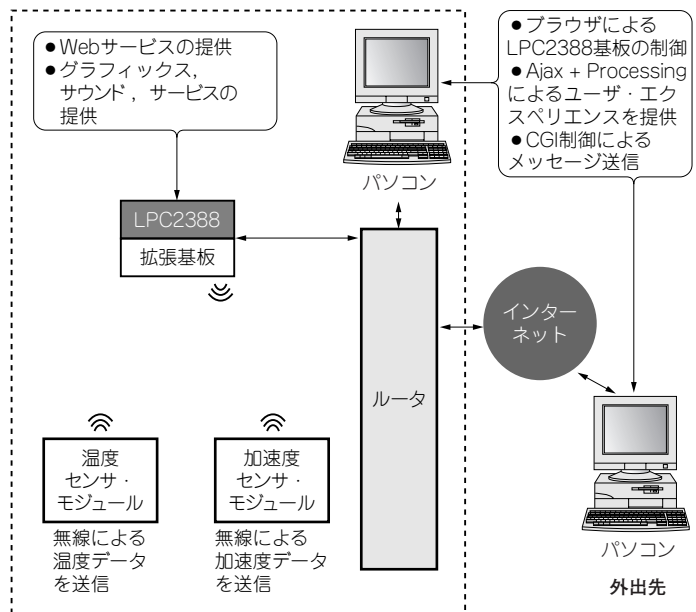 ●Webサービスの提供
●グラフィックス，
サウンド，サービスの
提供
●ブラウザによる
LPC2388基板の制御
●Ajax + Processing
によるユーザ・エク
スペリエンスを提供
●CGI制御による
メッセージ送信
パソコン
LPC2388
拡張基板
インター
ネット
ルータ
温度
センサ・
モジュール
無線による
温度データ
を送信
加速度
センサ・
モジュール
無線による
加速度データ
を送信
パソコン
外出先